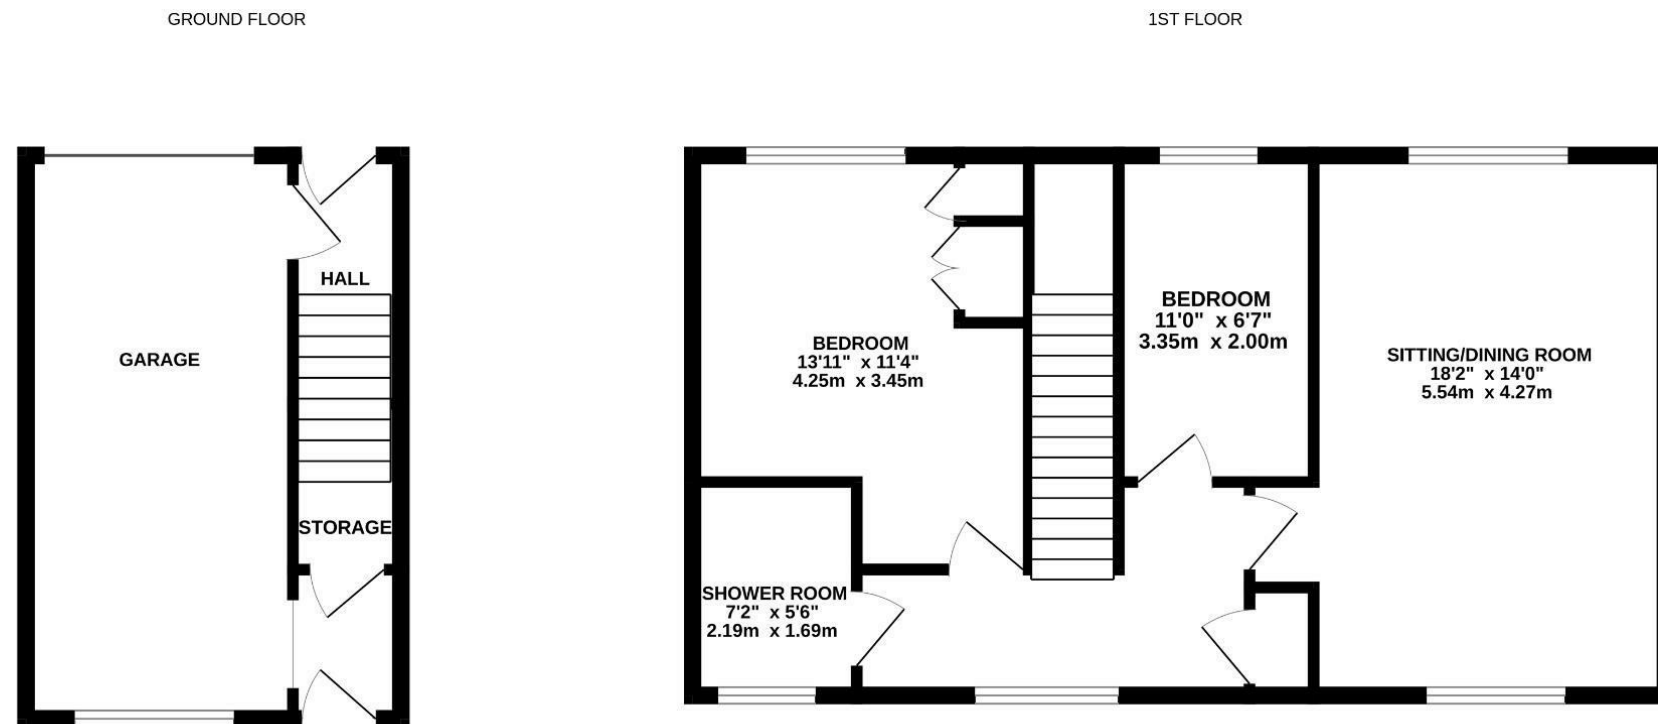 GROUND FLOOR
1ST FLOOR
HALL
GARAGE
STORAGE
BEDROOM
13'11" x 11'4"
4.25m x 3.45m
SHOWER ROOM
7'2" x 5'6"
2.19m x 1.69m
BEDROOM
11'0" x 6'7"
3.35m x 2.00m
SITTING/DINING ROOM
18'2" x 14'0"
5.54m x 4.27m